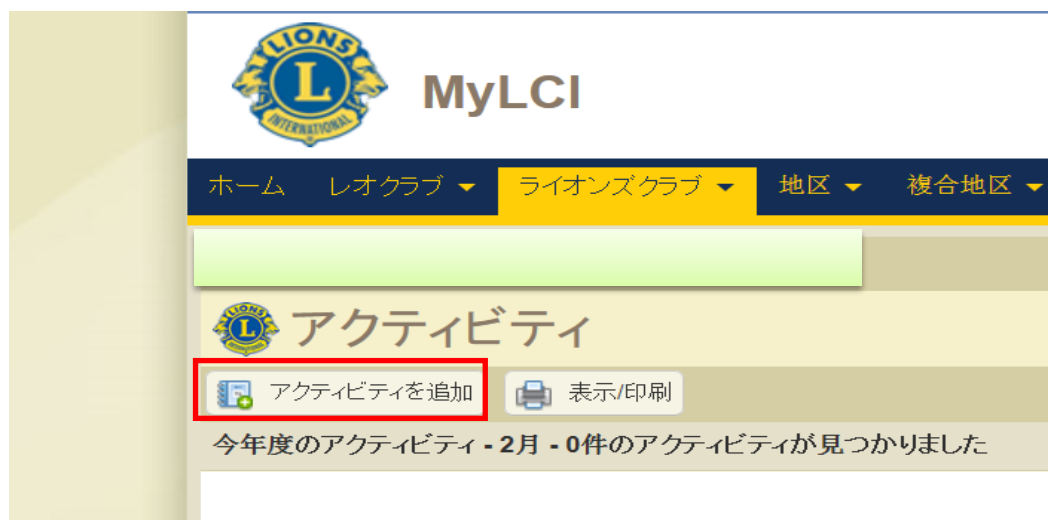 LIONS
L
INTERNATIONAL
MyLCI
ホーム レオクラブ ライオンズクラブ 地区 複合地区
LIONS
L
アクティビティ
アクティビティを追加 表示/印刷
今年度のアクティビティ - 2月 - 0件のアクティビティが見つかりました